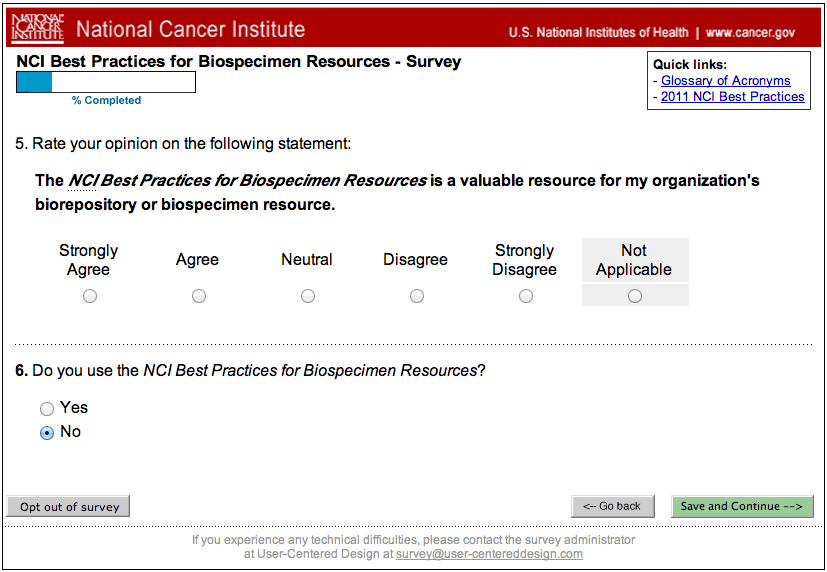 NATIONAL
CANCER
INSTITUTE
National Cancer Institute
U.S. National Institutes of Health | www.cancer.gov
NCI Best Practices for Biospecimen Resources - Survey
% Completed
Quick links:
- Glossary of Acronyms
- 2011 NCI Best Practices
5. Rate your opinion on the following statement:
The NCI Best Practices for Biospecimen Resources is a valuable resource for my organization's
biorepository or biospecimen resource.
Strongly Agree
Agree
Neutral
Disagree
Strongly Disagree
Not Applicable
6. Do you use the NCI Best Practices for Biospecimen Resources?
Yes
No
Opt out of survey
<-- Go back
Save and Continue -->
If you experience any technical difficulties, please contact the survey administrator
at User-Centered Design at survey@user-centereddesign.com